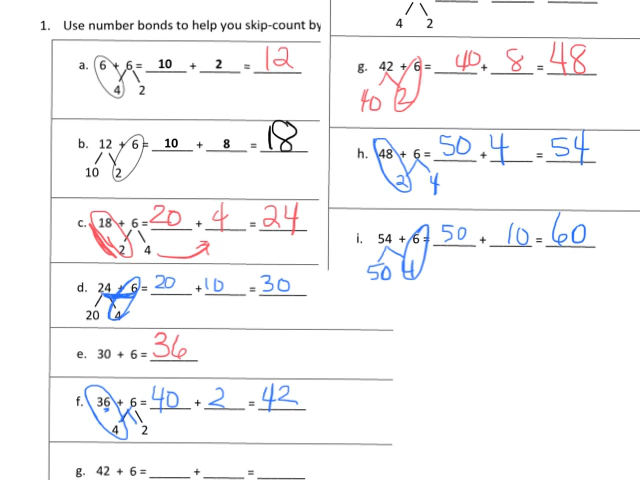 1. Use number bonds to help you skip-count by
a. 6 + 6 = 10 + 2 = 12
4 2
b. 12 + 6 = 10 + 8 = 18
10 2
c. 18 + 6 = 20 + 4 = 24
2 4
d. 24 + 6 = 20 + 10 = 30
20 4
e. 30 + 6 = 36
f. 36 + 6 = 40 + 2 = 42
4 2
g. 42 + 6 = ____ + ____ = ____
4 2
g. 42 + 6 = 40 + 8 = 48
40 2
h. 48 + 6 = 50 + 4 = 54
2 4
i. 54 + 6 = 50 + 10 = 60
50 4